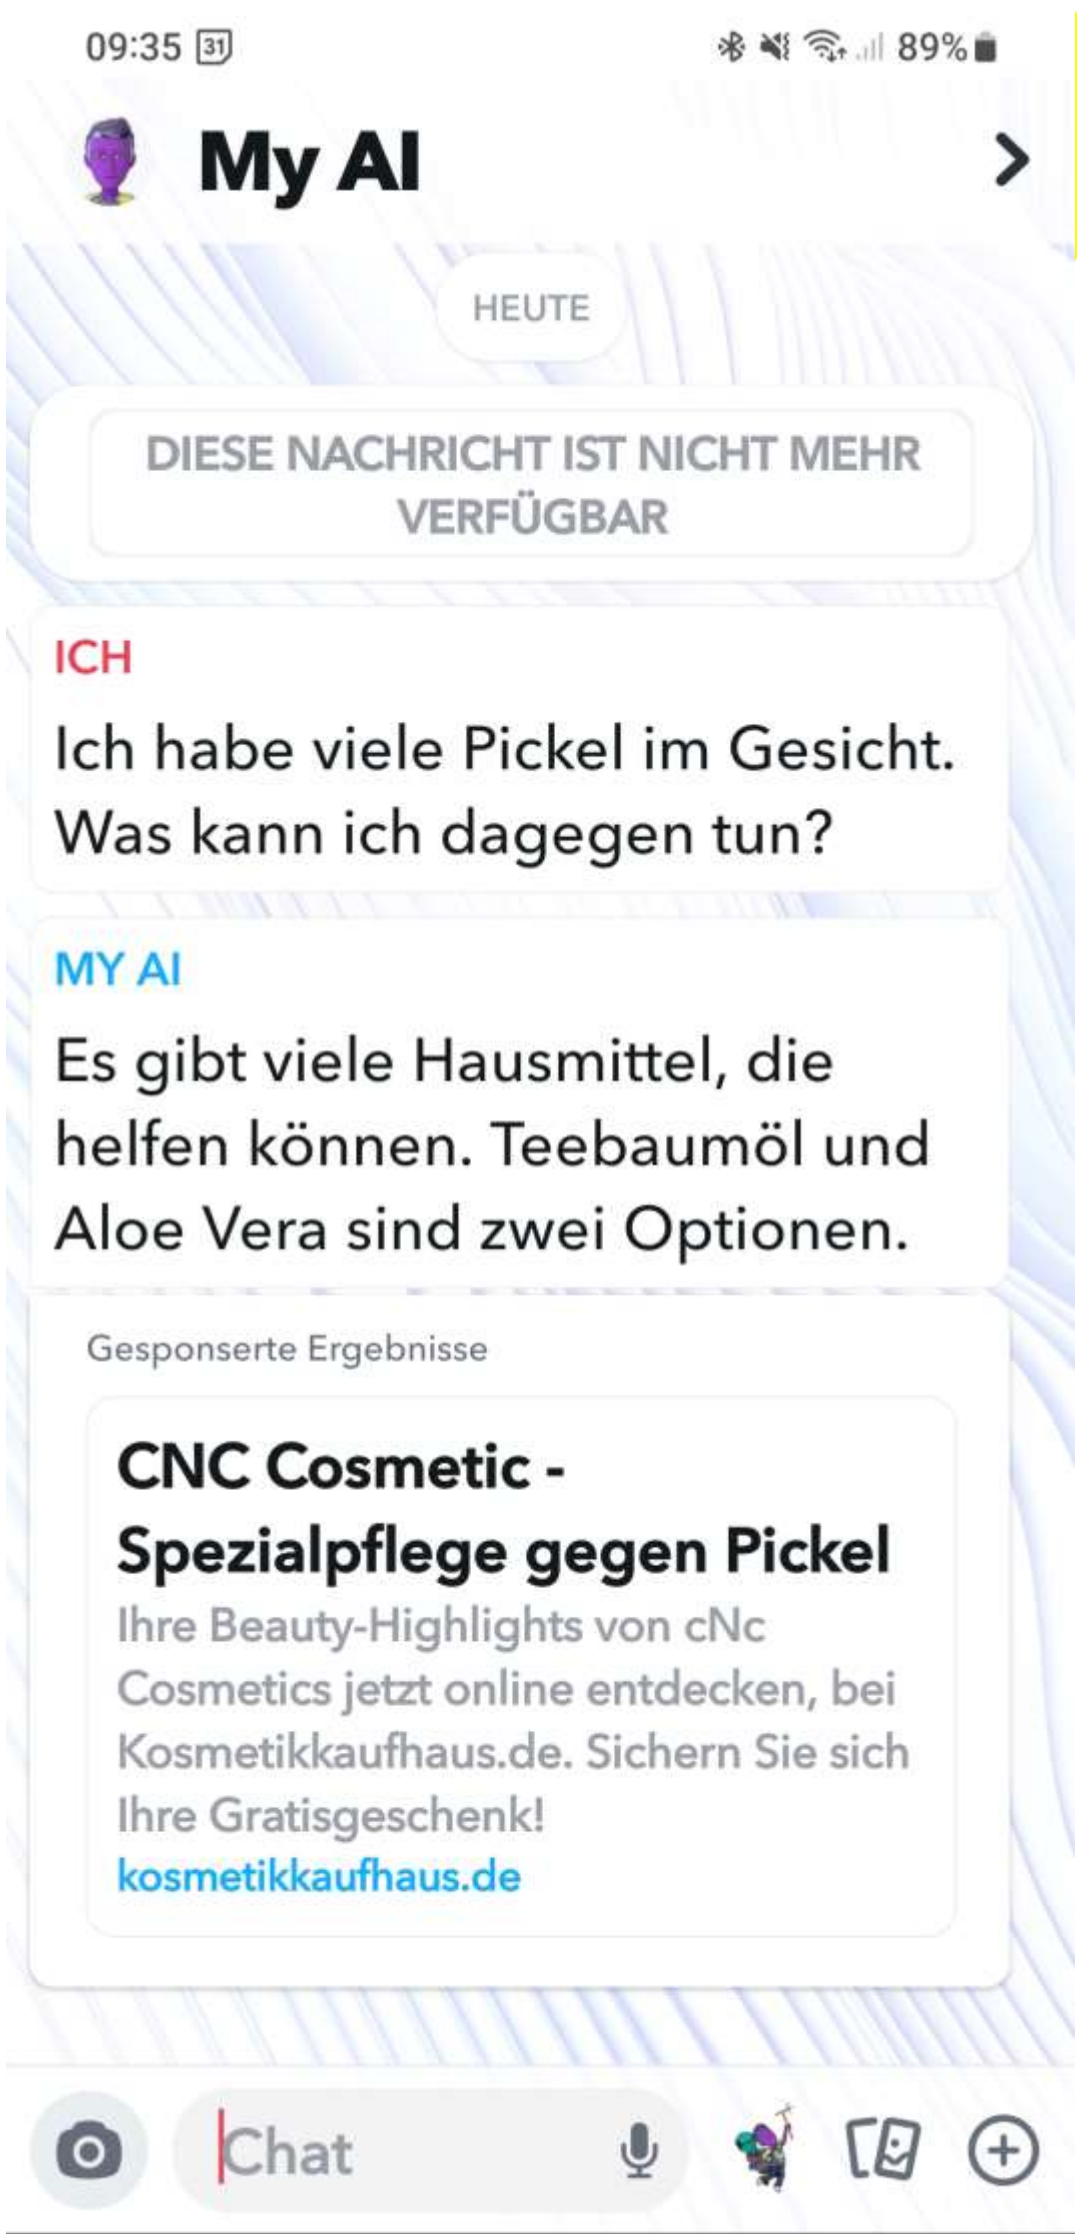 09:35 31 89%
My AI
HEUTE
DIESE NACHRICHT IST NICHT MEHR
VERFÜGBAR
ICH
Ich habe viele Pickel im Gesicht.
Was kann ich dagegen tun?
MY AI
Es gibt viele Hausmittel, die
helfen können. Teebaumöl und
Aloe Vera sind zwei Optionen.
Gesponserte Ergebnisse
CNC Cosmetic -
Spezialpflege gegen Pickel
Ihre Beauty-Highlights von cNc
Cosmetics jetzt online entdecken, bei
Kosmetikkaufhaus.de. Sichern Sie sich
Ihre Gratisgeschenk!
kosmetikkaufhaus.de
Chat